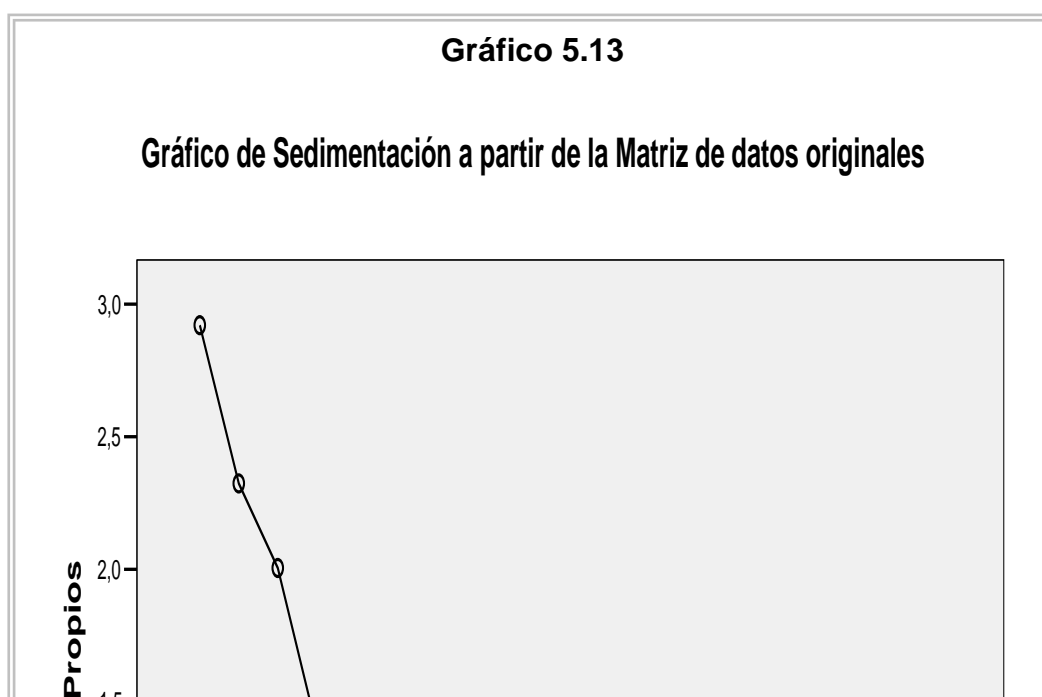 Gráfico 5.13
Gráfico de Sedimentación a partir de la Matriz de datos originales
3,0
2,5
2,0
Propios